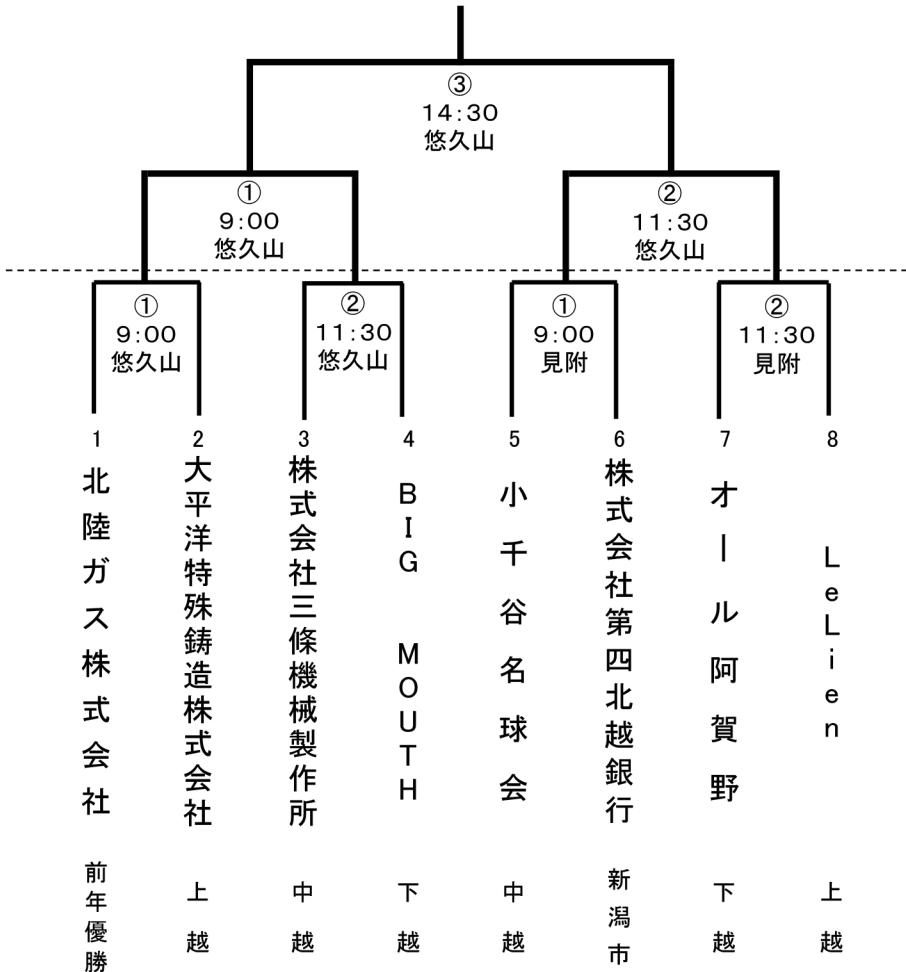 ③
14:30
悠久山
①
9:00
悠久山
②
11:30
悠久山
①
9:00
悠久山
②
11:30
悠久山
①
9:00
見附
②
11:30
見附
1
北陸ガス株式会社
前年優勝
2
大平洋特殊鋳造株式会社
上越
3
株式会社三條機械製作所
中越
4
BIG MOUTH
下越
5
小千谷名球会
中越
6
株式会社第四北越銀行
新潟市
7
オール阿賀野
下越
8
LeLien
上越